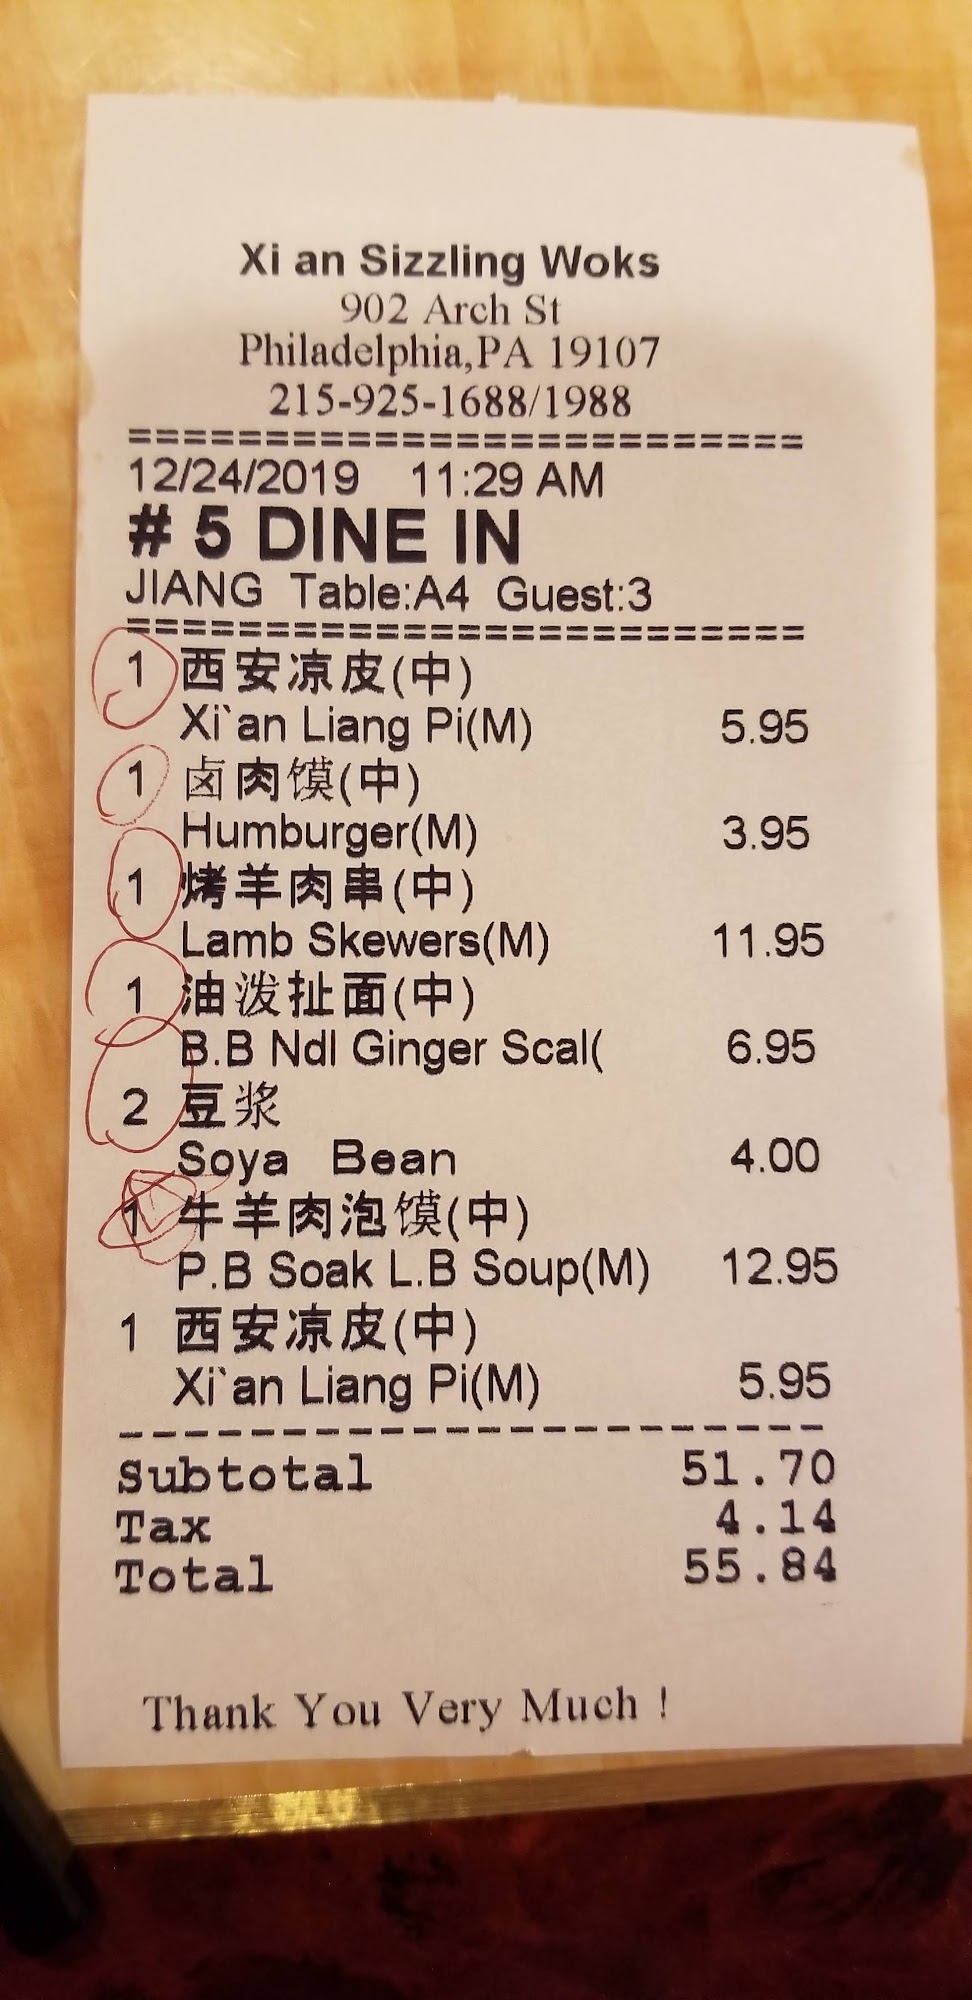 Xi an Sizzling Woks
902 Arch St
Philadelphia,PA 19107
215-925-1688/1988
=========================
12/24/2019 11:29 AM
# 5 DINE IN
JIANG Table:A4 Guest:3
=========================
1 西安凉皮(中)
Xi`an Liang Pi(M) 5.95
1 卤肉馍(中)
Humburger(M) 3.95
1 烤羊肉串(中)
Lamb Skewers(M) 11.95
1 油泼扯面(中)
B.B Ndl Ginger Scal( 6.95
2 豆浆
Soya Bean 4.00
1 牛羊肉泡馍(中)
P.B Soak L.B Soup(M) 12.95
1 西安凉皮(中)
Xi`an Liang Pi(M) 5.95
----------------------
Subtotal 51.70
Tax 4.14
Total 55.84
Thank You Very Much !